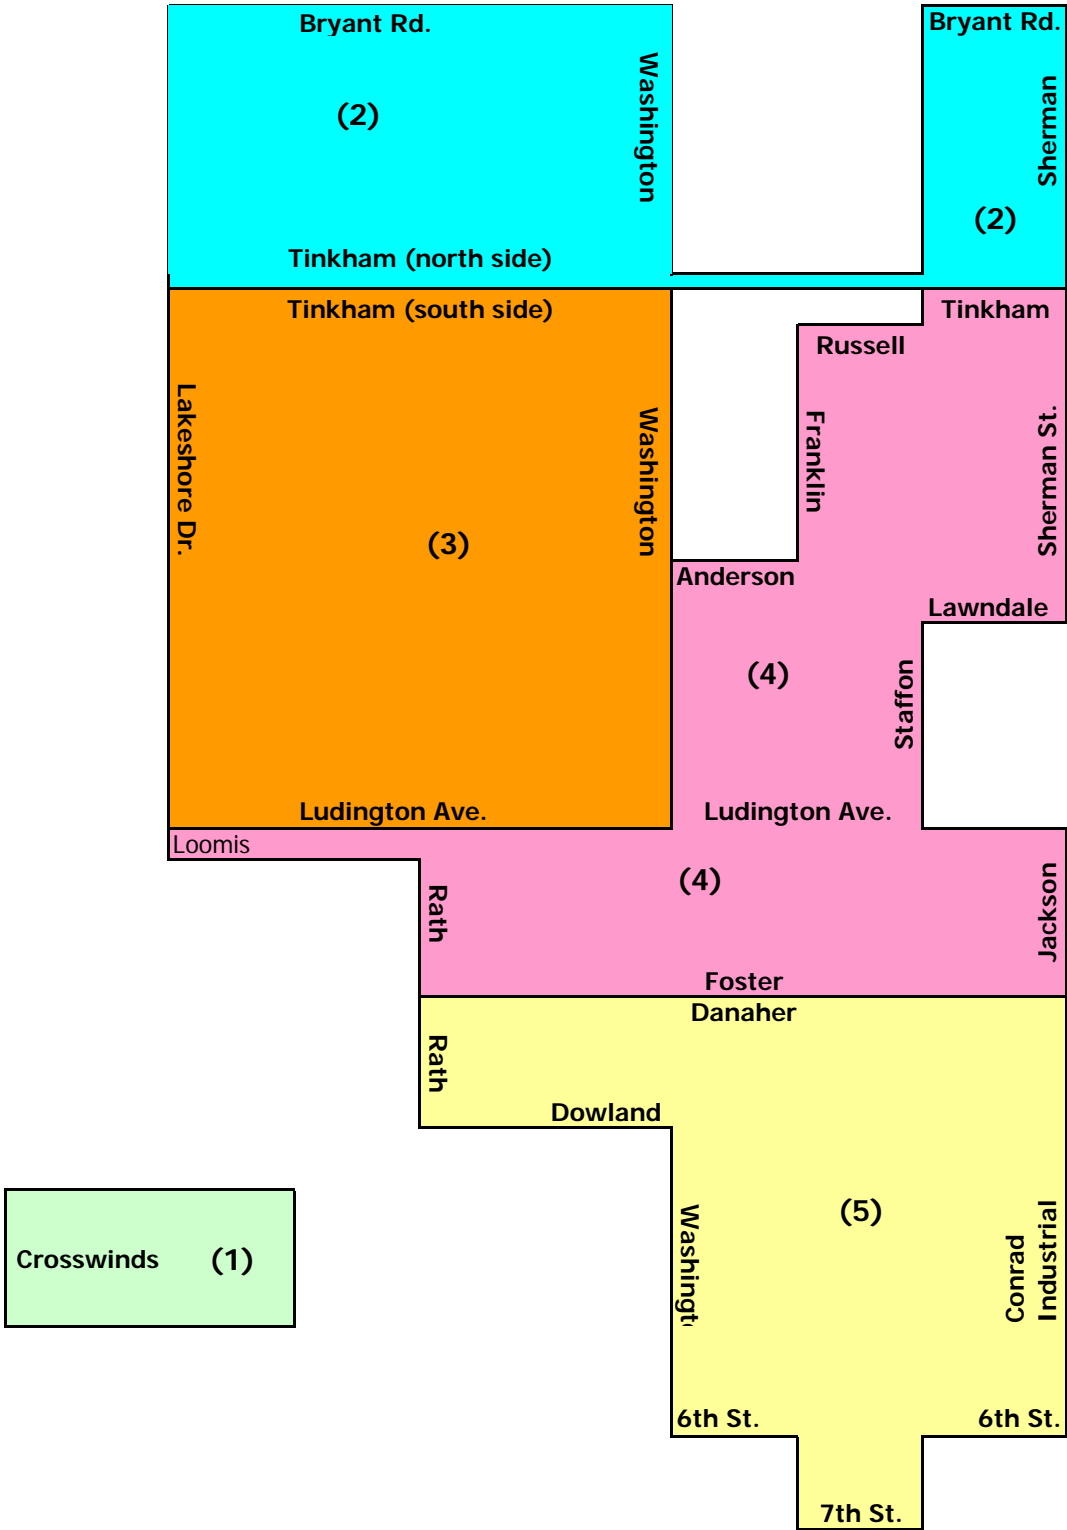 Bryant Rd.
Bryant Rd.
Washington
Sherman
(2)
(2)
Tinkham (north side)
Tinkham (south side)
Tinkham
Russell
Lakeshore Dr.
Washington
Franklin
Sherman St.
(3)
Anderson
Lawndale
(4)
Staffon
Ludington Ave.
Ludington Ave.
Loomis
Rath
(4)
Jackson
Foster
Danaher
Rath
Dowland
Washingt
(5)
Conrad
Industrial
Crosswinds (1)
6th St.
6th St.
7th St.